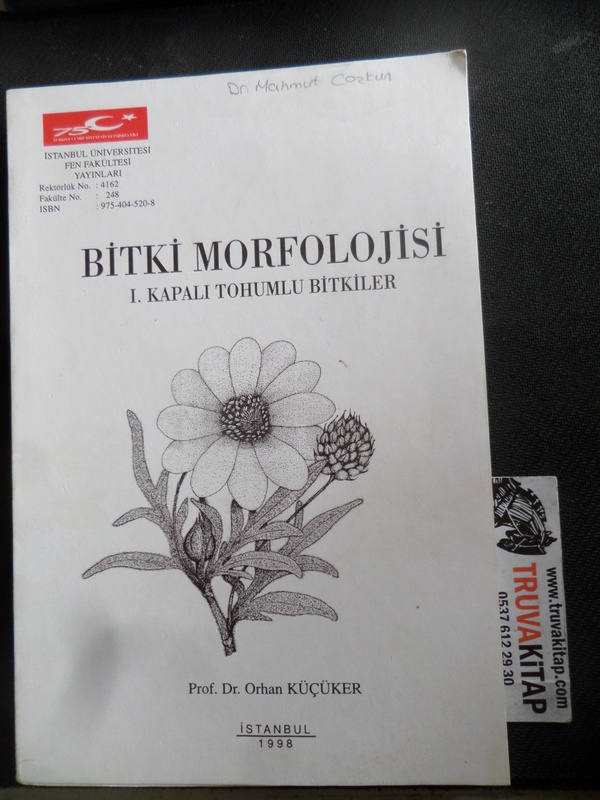 Dr. Mahmut Cozkun
75
İSTANBUL ÜNİVERSİTESİ
FEN FAKÜLTESİ
YAYINLARI
Rektörlük No. : 4162
Fakülte No. : 248
ISBN : 975-404-520-8
BİTKİ MORFOLOJİSİ
I. KAPALI TOHUMLU BİTKİLER
Prof. Dr. Orhan KÜÇÜKER
İSTANBUL
1998
www.truvakitap.com
TRUVAKİTAP
0537 612 29 30